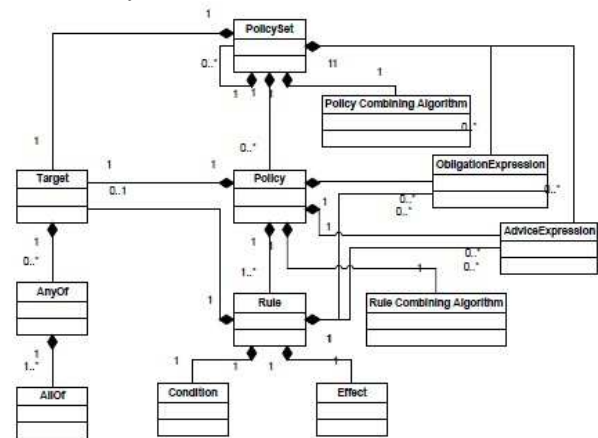 1
PolicySet
0..*
11
1
1
1
1
Policy Combining Algorithm
0..*
1
0..*
ObligationExpression
1
1
Target
Policy
0..1
0..*
1
0..*
0..*
AdviceExpression
1
1
1
1
0..*
0..*
0..*
1..*
1
AnyOf
Rule
Rule Combining Algorithm
1
1
1
1..*
1
1
1
1
AllOf
Condition
Effect